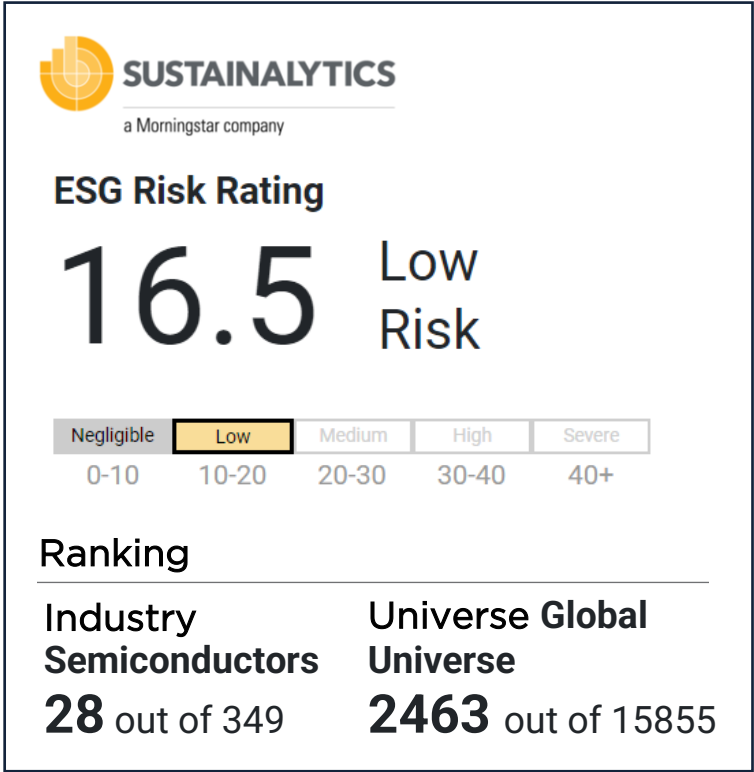 SUSTAINALYTICS
a Morningstar company
ESG Risk Rating
16.5
Low
Risk
Negligible Low Medium High Severe
0-10 10-20 20-30 30-40 40+
Ranking
Industry
Semiconductors
28 out of 349
Universe Global
Universe
2463 out of 15855